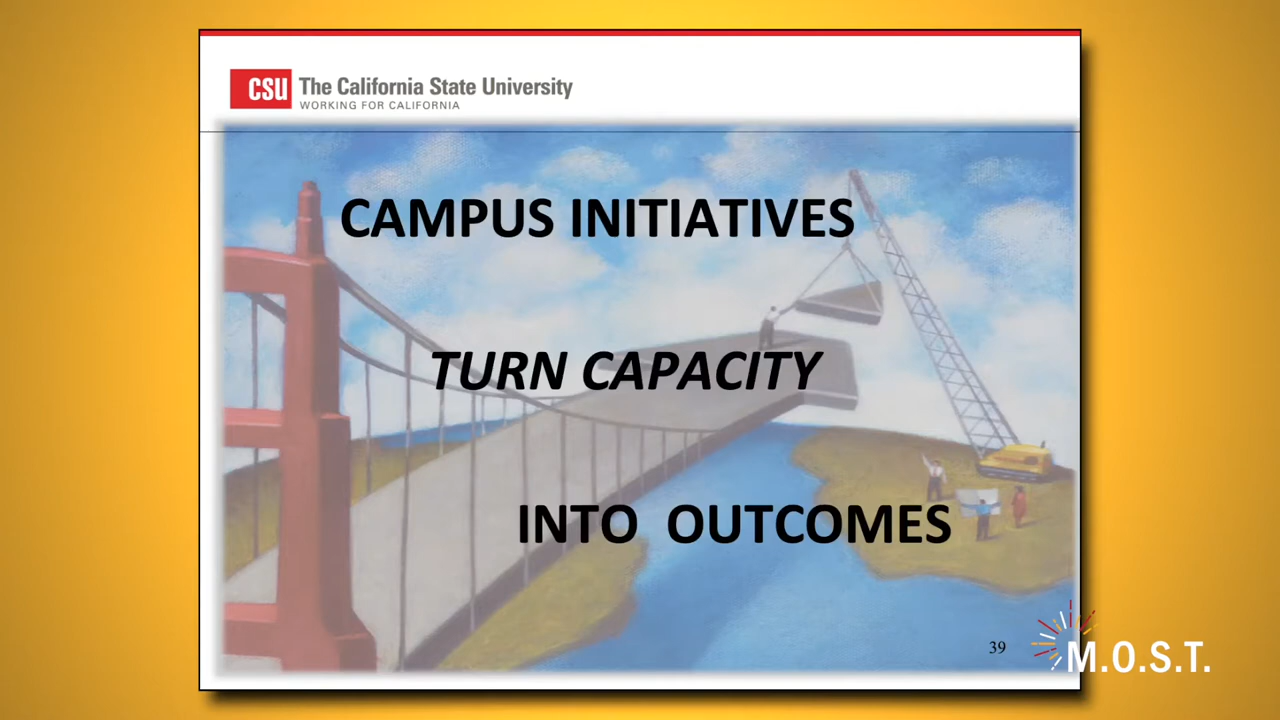 CSU The California State University
WORKING FOR CALIFORNIA
CAMPUS INITIATIVES
TURN CAPACITY
INTO OUTCOMES
39
M.O.S.T.